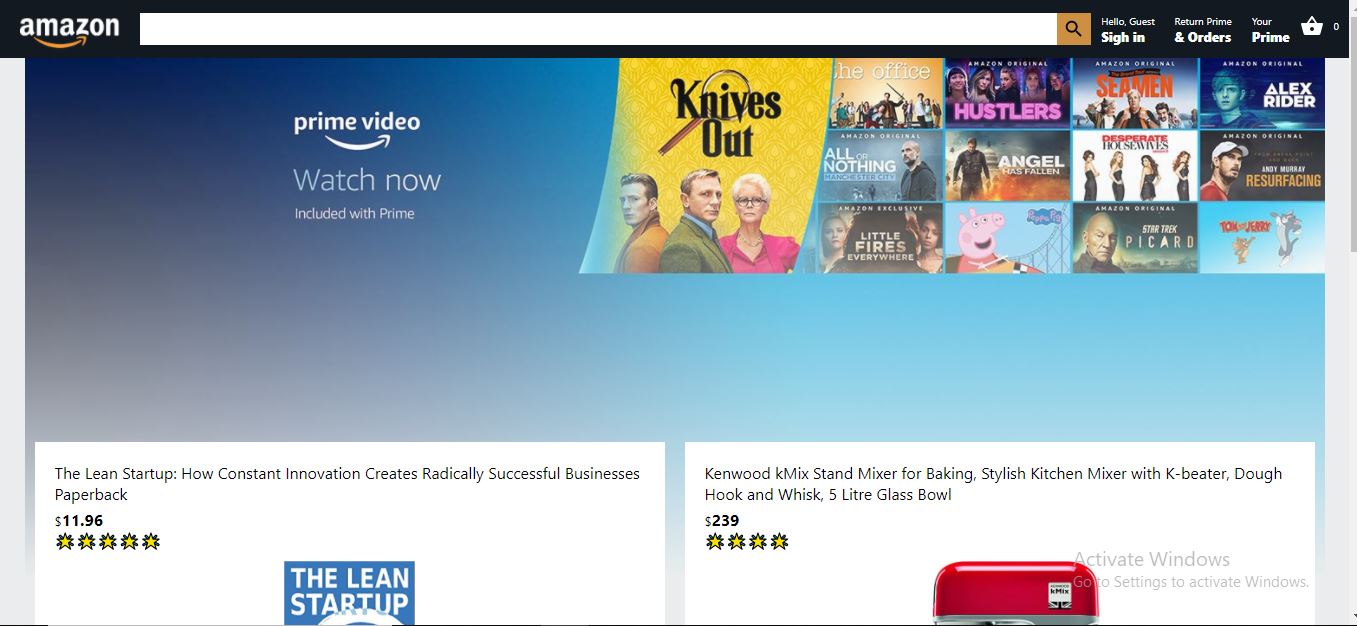 amazon
Hello, Guest
Sigh in
Return Prime
& Orders
Your
Prime
0
prime video
Watch now
Included with Prime
Knives
Out
the office
AMAZON ORIGINAL
HUSTLERS
AMAZON ORIGINAL
SEAMEN
AMAZON ORIGINAL
ALEX
RIDER
AMAZON ORIGINAL
ALL OR
NOTHING
MANCHESTER CITY
ANGEL
HAS FALLEN
DESPERATE
HOUSEWIVES
AMAZON ORIGINAL
ANDY MURRAY
RESURFACING
AMAZON EXCLUSIVE
LITTLE
FIRES
EVERYWHERE
Peppa Pig
AMAZON ORIGINAL
STAR TREK
PICARD
TOM and JERRY
The Lean Startup: How Constant Innovation Creates Radically Successful Businesses
Paperback
$11.96
THE LEAN
STARTUP
Kenwood kMix Stand Mixer for Baking, Stylish Kitchen Mixer with K-beater, Dough
Hook and Whisk, 5 Litre Glass Bowl
$239
KENWOOD
kMix
Activate Windows
Go to Settings to activate Windows.